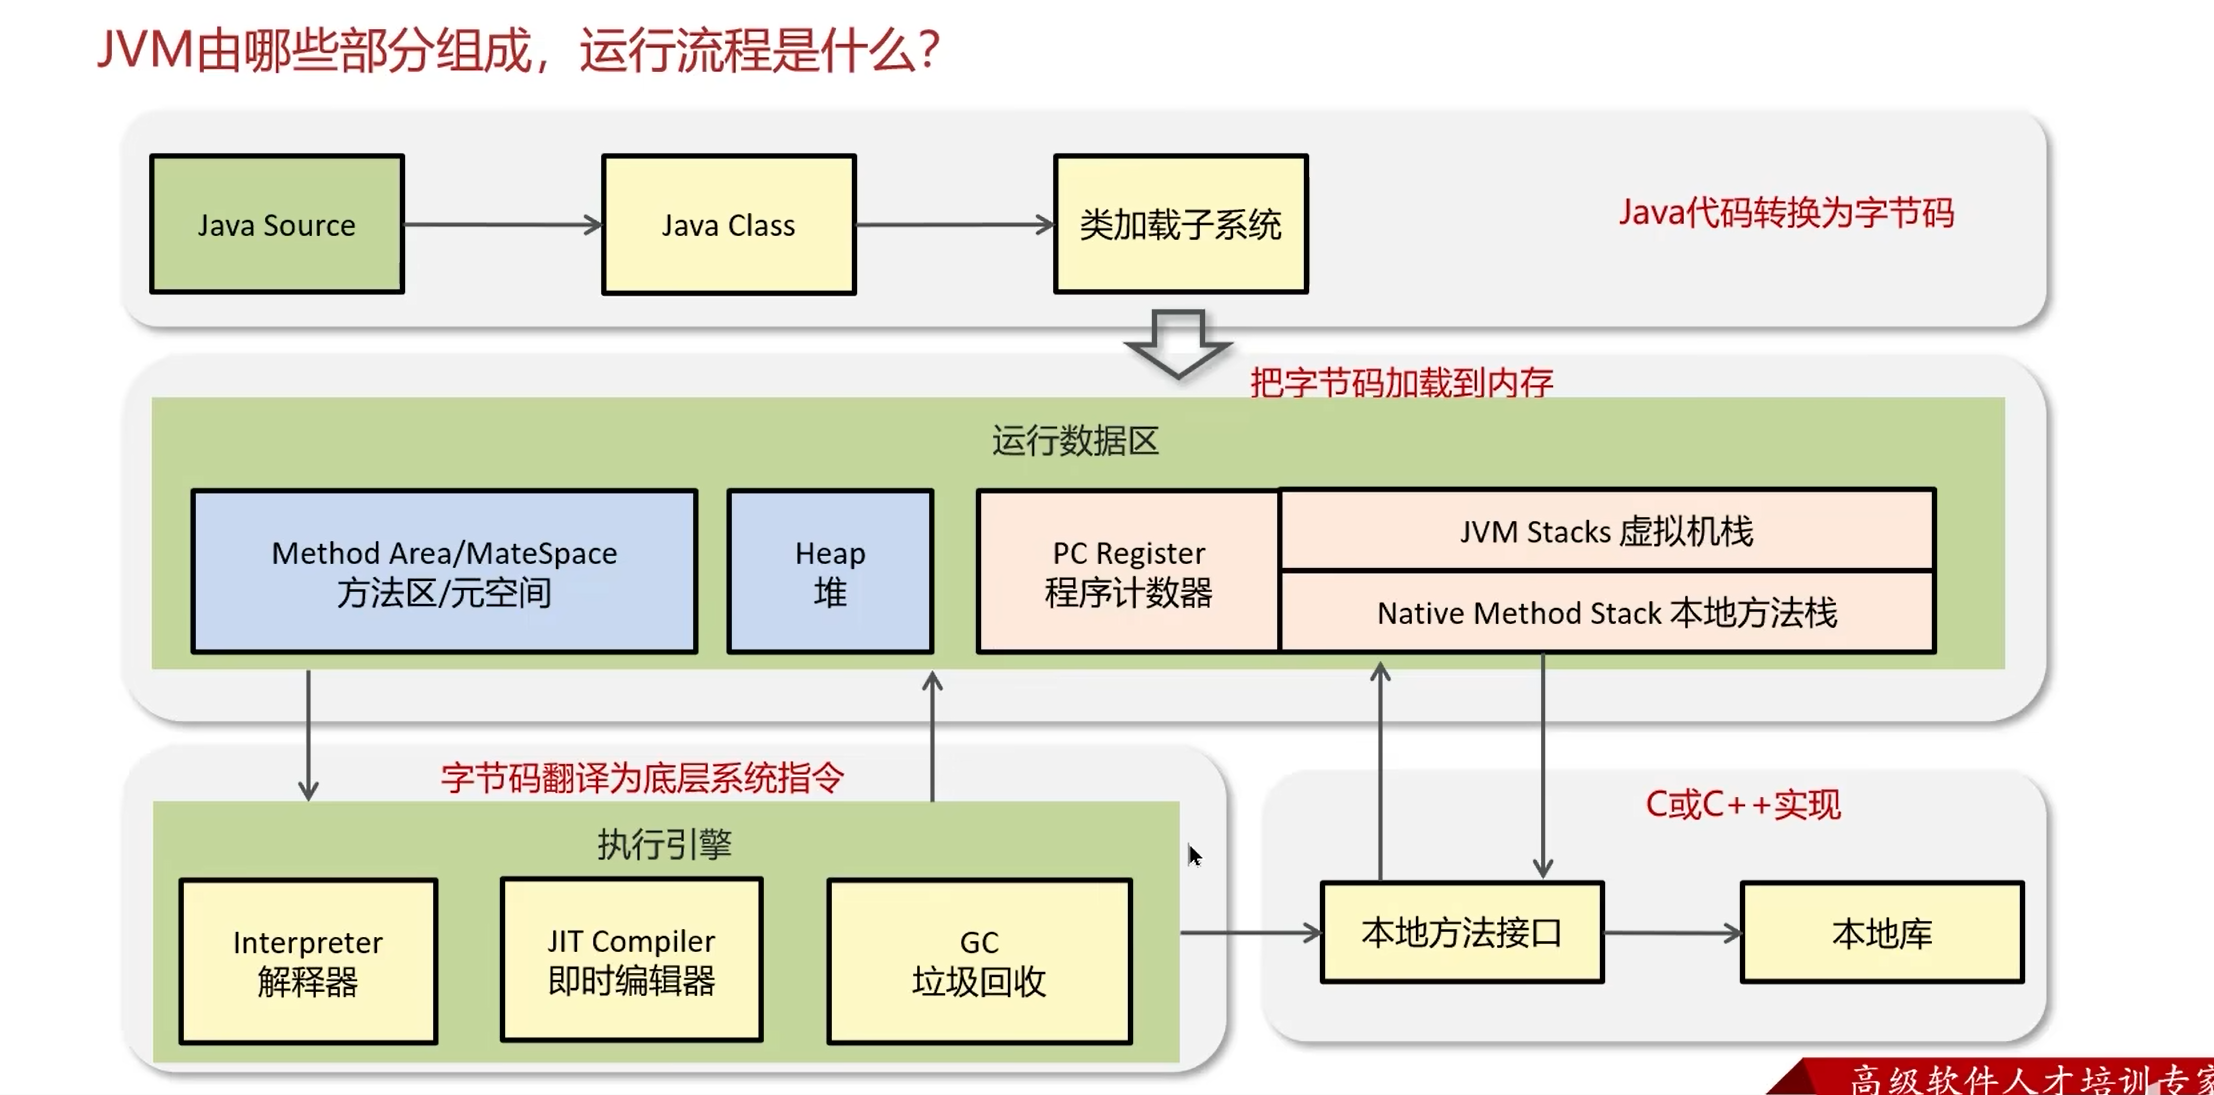 JVM由哪些部分组成，运行流程是什么？
Java Source
Java Class
类加载子系统
Java代码转换为字节码
把字节码加载到内存
运行数据区
Method Area/MateSpace
方法区/元空间
Heap
堆
PC Register
程序计数器
JVM Stacks 虚拟机栈
Native Method Stack 本地方法栈
字节码翻译为底层系统指令
执行引擎
Interpreter
解释器
JIT Compiler
即时编辑器
GC
垃圾回收
C或C++实现
本地方法接口
本地库
高级软件人才培训专家